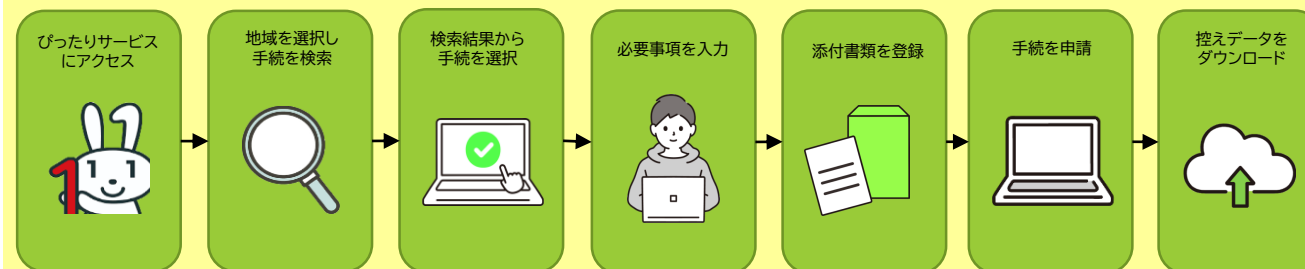 ぴったりサービス
にアクセス
地域を選択し
手続を検索
検索結果から
手続を選択
必要事項を入力
添付書類を登録
手続を申請
控えデータを
ダウンロード